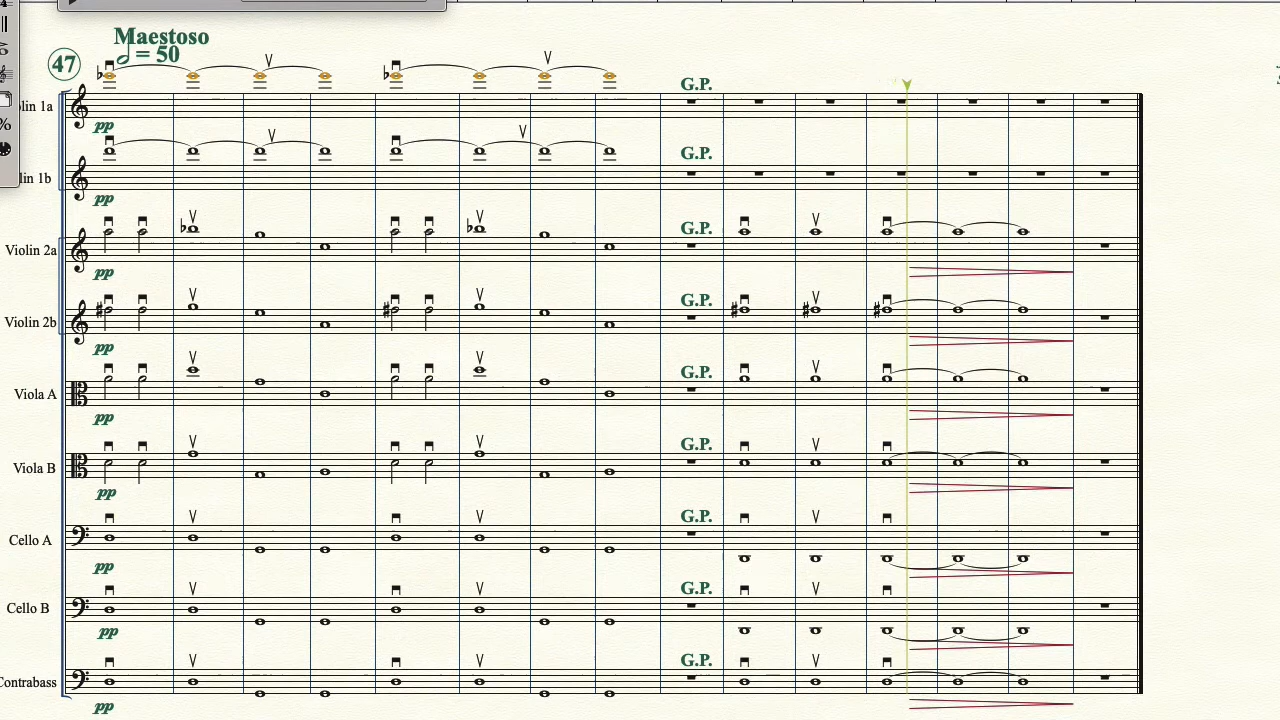 Maestoso
47
= 50
G.P.
lin 1a
pp
G.P.
lin 1b
pp
G.P.
Violin 2a
pp
G.P.
Violin 2b
pp
G.P.
Viola A
pp
G.P.
Viola B
pp
G.P.
Cello A
pp
G.P.
Cello B
pp
G.P.
Contrabass
pp